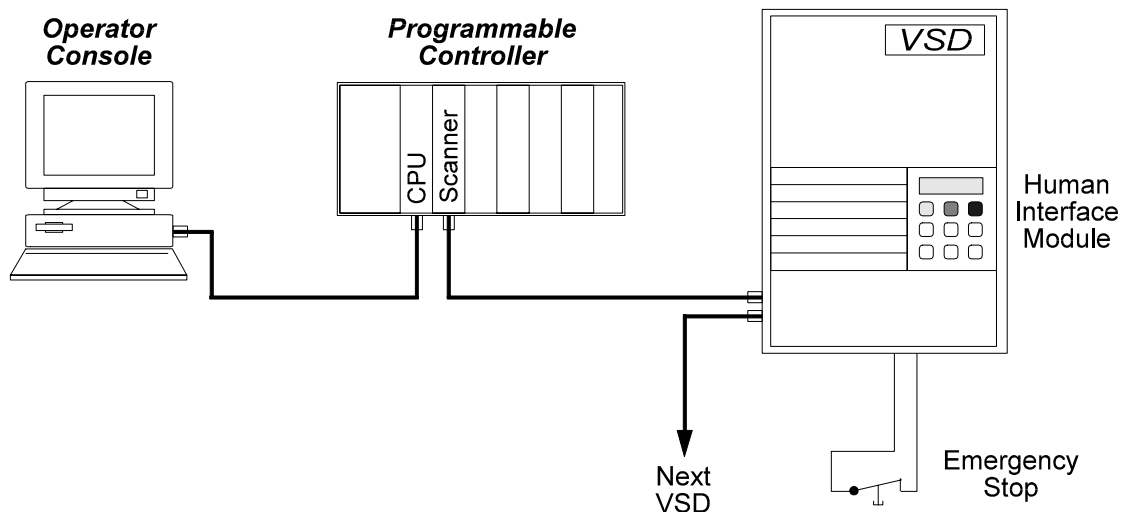 Operator
Console
Programmable
Controller
CPU
Scanner
VSD
Human
Interface
Module
Next
VSD
Emergency
Stop